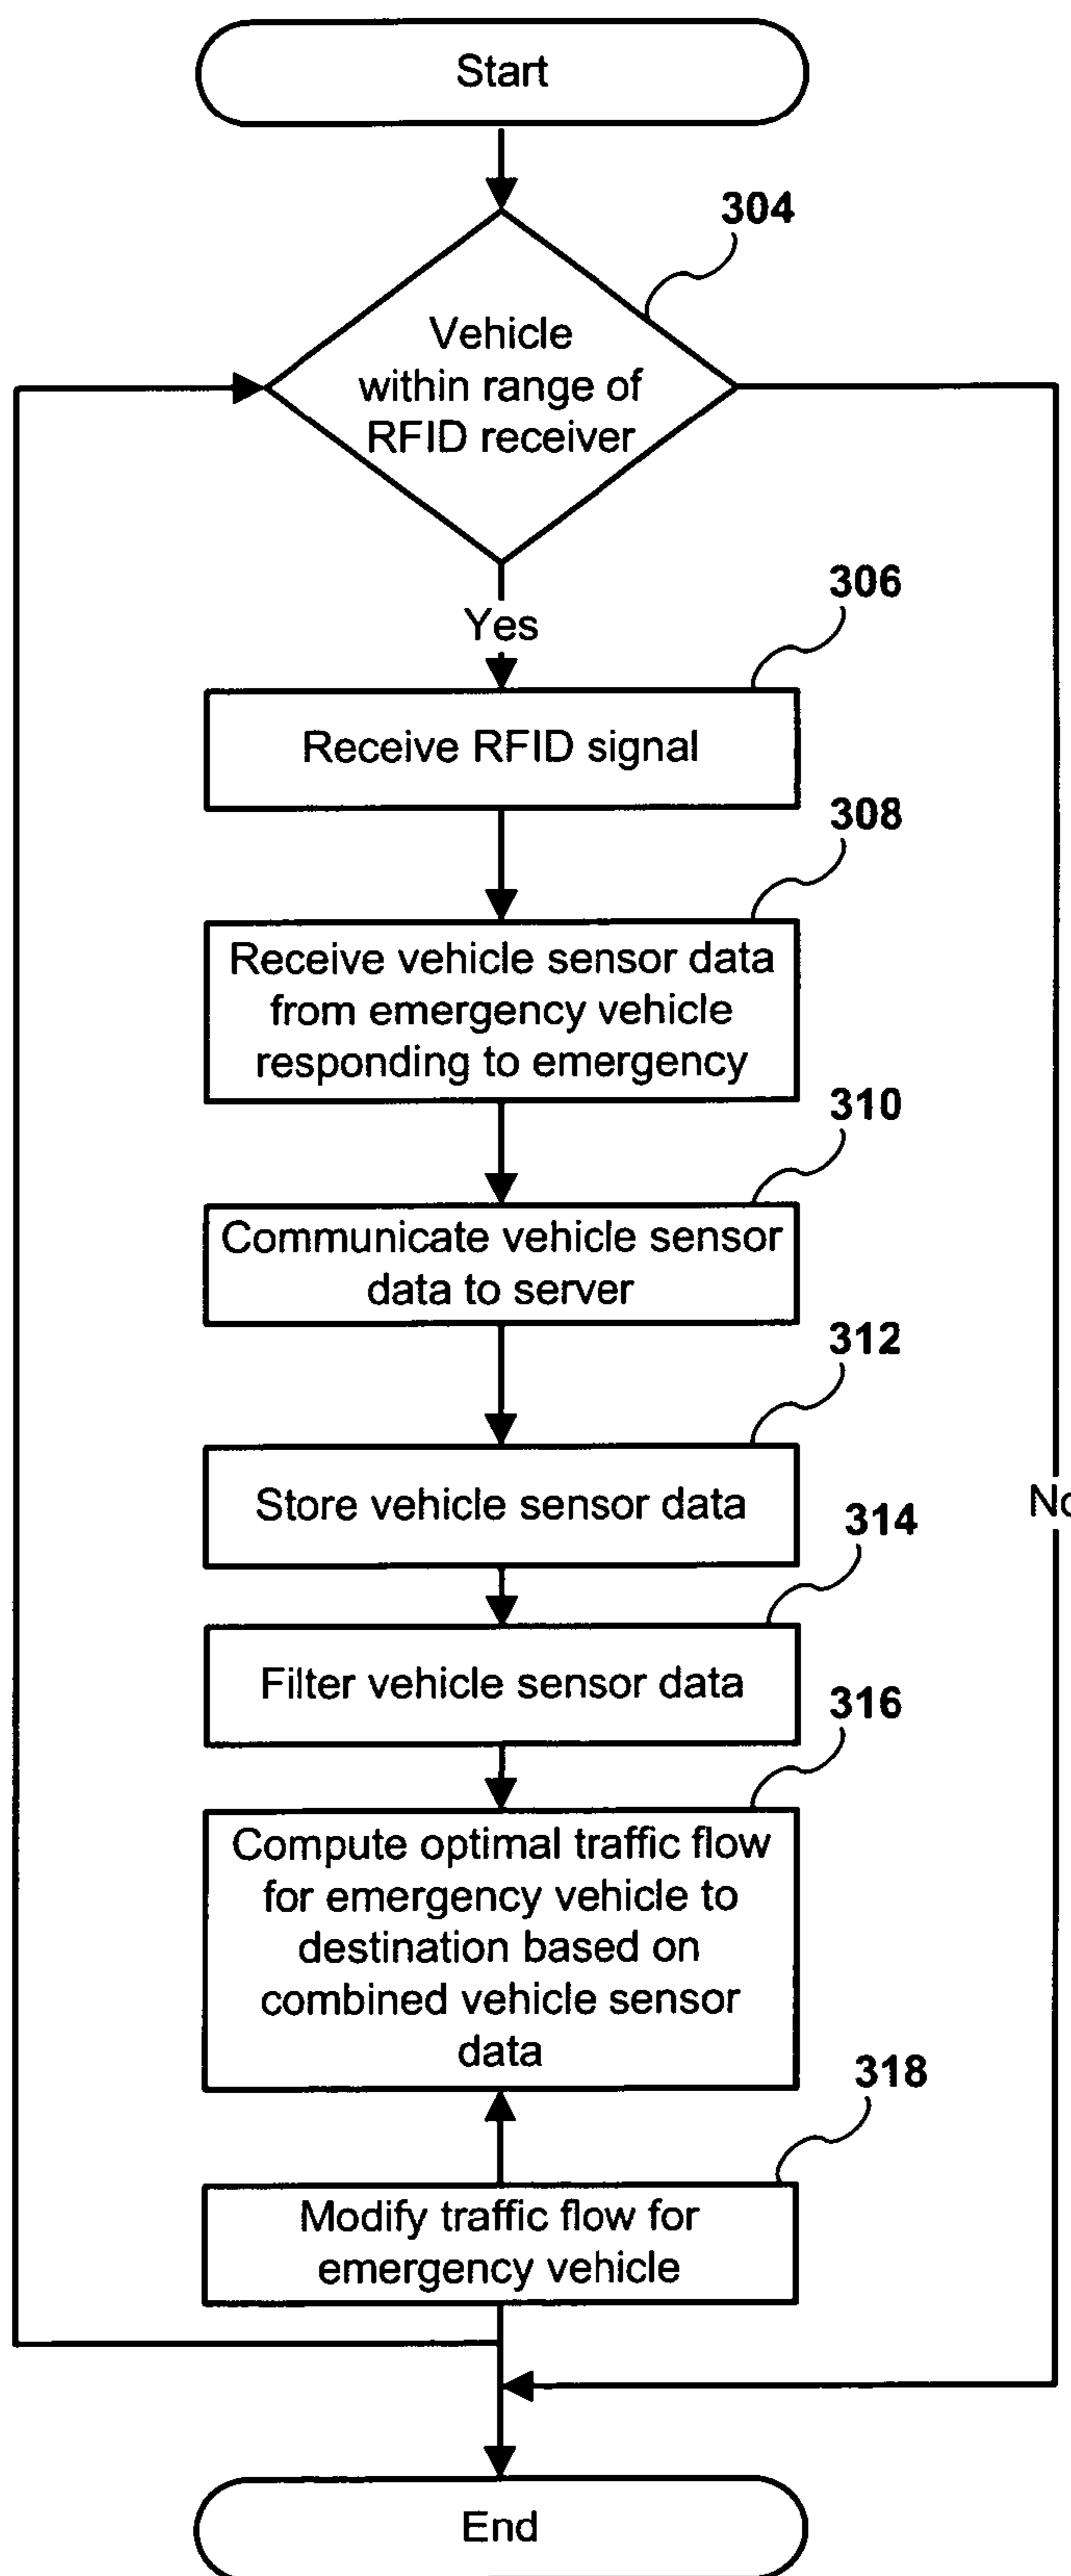 Start
304
Vehicle
within range of
RFID receiver
Yes
306
Receive RFID signal
308
Receive vehicle sensor data
from emergency vehicle
responding to emergency
310
Communicate vehicle sensor
data to server
312
Store vehicle sensor data
No
314
Filter vehicle sensor data
316
Compute optimal traffic flow
for emergency vehicle to
destination based on
combined vehicle sensor
data
318
Modify traffic flow for
emergency vehicle
End